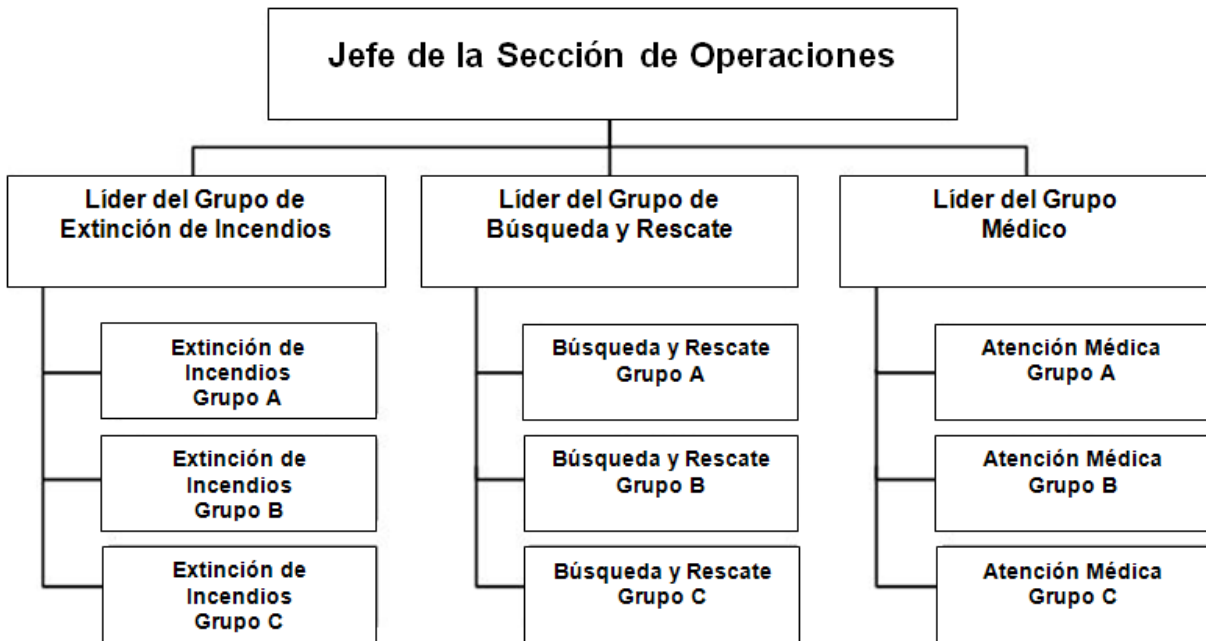 Jefe de la Sección de Operaciones
Líder del Grupo de
Extinción de Incendios
Líder del Grupo de
Búsqueda y Rescate
Líder del Grupo
Médico
Extinción de
Incendios
Grupo A
Extinción de
Incendios
Grupo B
Extinción de
Incendios
Grupo C
Búsqueda y Rescate
Grupo A
Búsqueda y Rescate
Grupo B
Búsqueda y Rescate
Grupo C
Atención Médica
Grupo A
Atención Médica
Grupo B
Atención Médica
Grupo C